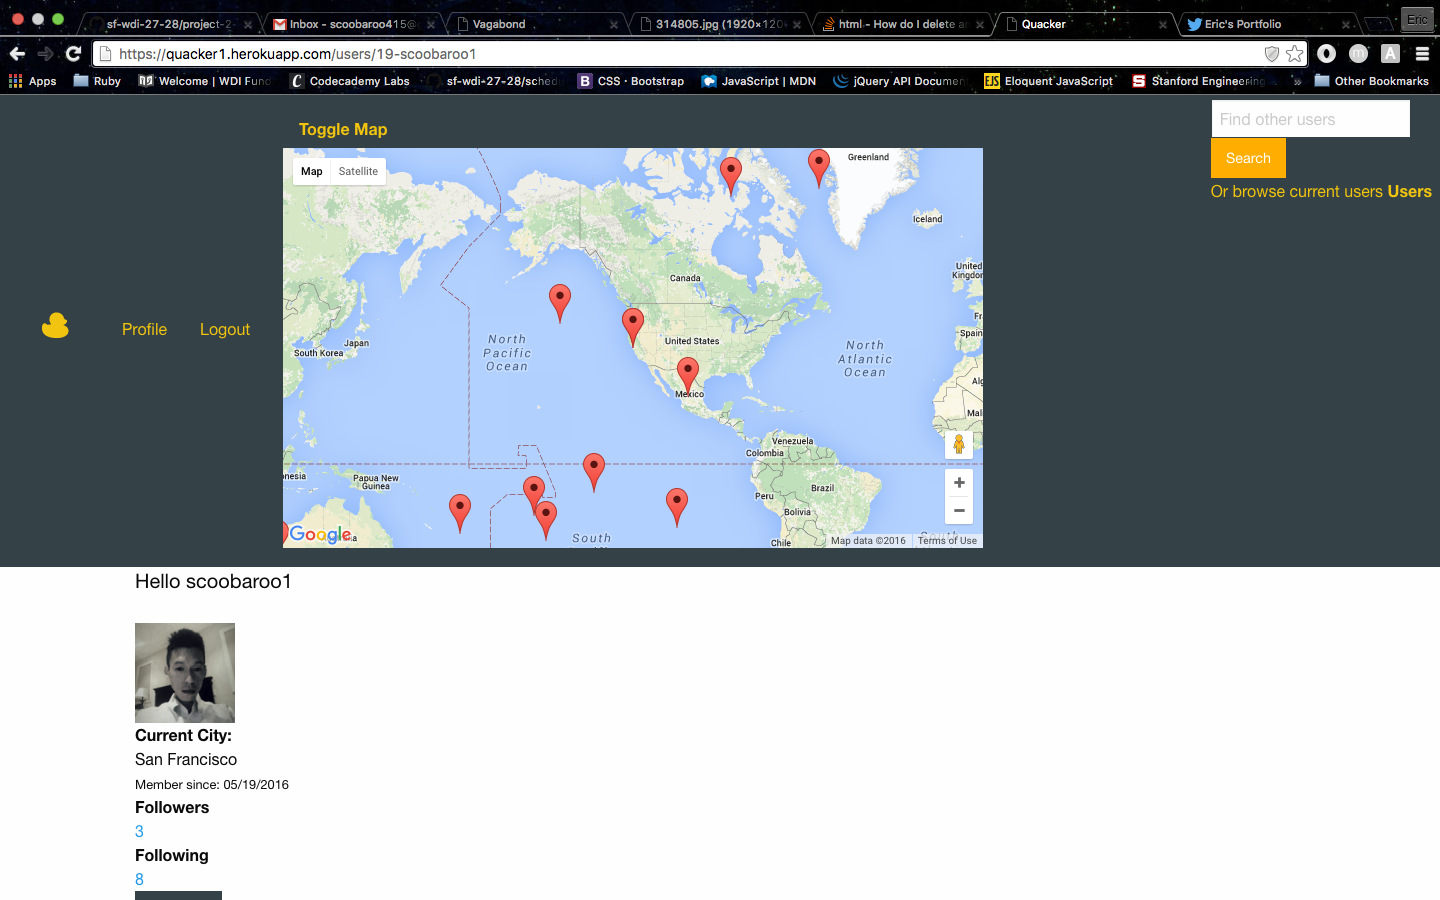 sf-wdi-27-28/project-2-
Inbox - scoobaroo415@
Vagabond
314805.jpg (1920×120
html - How do I delete a
Quacker
Eric's Portfolio
Eric
https://quacker1.herokuapp.com/users/19-scoobaroo1
Apps
Ruby
Welcome | WDI Fund
Codecademy Labs
sf-wdi-27-28/sched
CSS · Bootstrap
JavaScript | MDN
jQuery API Documen
Eloquent JavaScript
Stanford Engineering
»
Other Bookmarks
Find other users
Search
Or browse current users Users
Toggle Map
Map
Satellite
Greenland
Iceland
Canada
United
Kingdom
Fr
Spain
North
Pacific
Ocean
United States
North
Atlantic
Ocean
Japan
South Korea
Mexico
Alg
Mali
Venezuela
Colombia
nesia
Papua New
Guinea
Peru
Brazil
Bolivia
Chile
South
Google
Map data ©2016
Terms of Use
Profile
Logout
Hello scoobaroo1
Current City:
San Francisco
Member since: 05/19/2016
Followers
3
Following
8